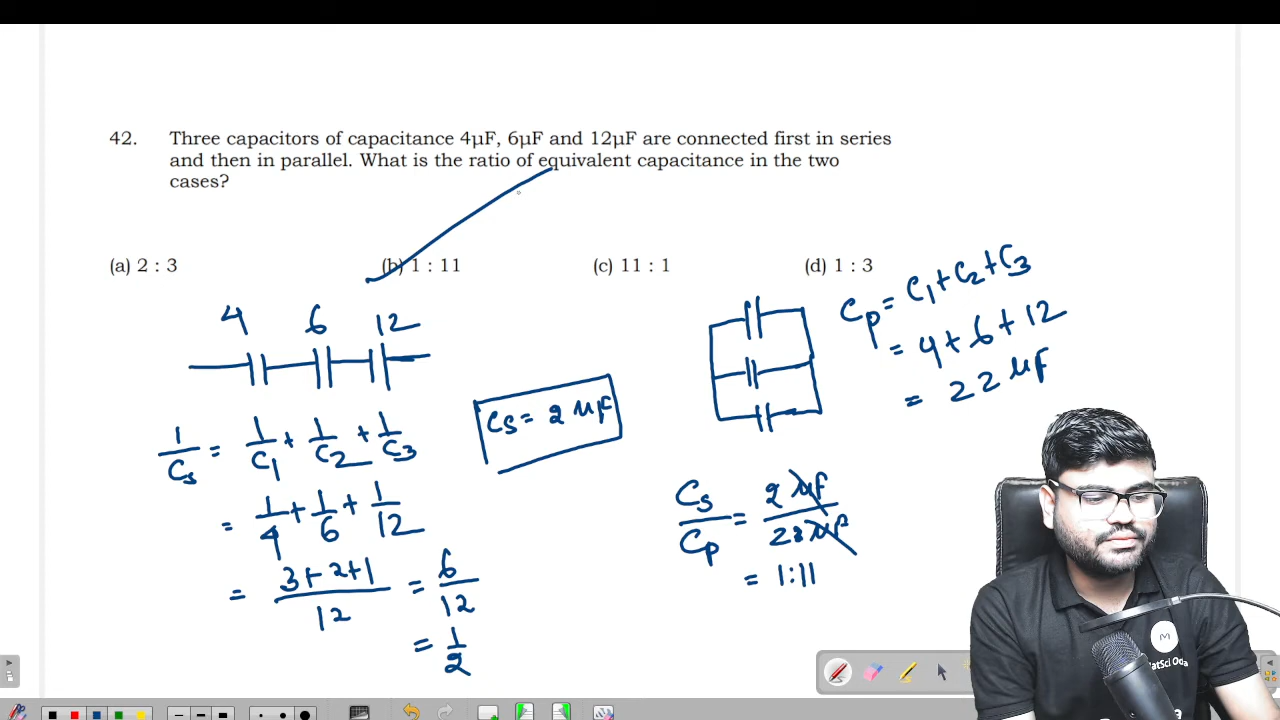 42. Three capacitors of capacitance 4µF, 6µF and 12µF are connected first in series
and then in parallel. What is the ratio of equivalent capacitance in the two
cases?
(a) 2 : 3 (b) 1 : 11 (c) 11 : 1 (d) 1 : 3
4 6 12
1/Cs = 1/C1 + 1/C2 + 1/C3
= 1/4 + 1/6 + 1/12
= 3+2+1/12 = 6/12
= 1/2
Cs = 2 µF
Cp = C1+C2+C3
= 4+6+12
= 22 µF
Cs/Cp = 2 µF/22 µF
= 1:11
M